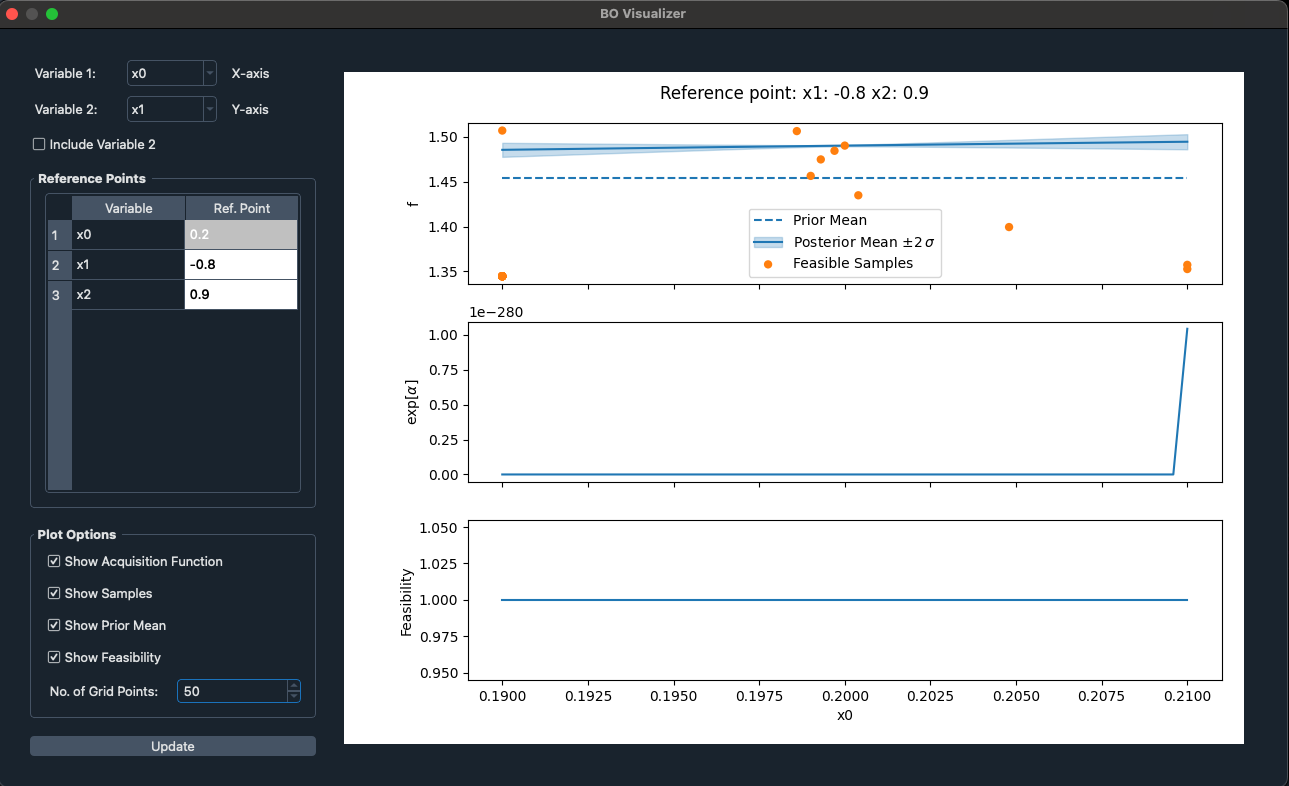 BO Visualizer
Variable 1: x0 X-axis
Variable 2: x1 Y-axis
Include Variable 2
Reference Points
Variable Ref. Point
1 x0 0.2
2 x1 -0.8
3 x2 0.9
Plot Options
Show Acquisition Function
Show Samples
Show Prior Mean
Show Feasibility
No. of Grid Points: 50
Update
Reference point: x1: -0.8 x2: 0.9
1.50
1.45
1.40
1.35
f
Prior Mean
Posterior Mean ±2σ
Feasible Samples
1e−280
1.00
0.75
0.50
0.25
0.00
exp[α]
1.050
1.025
1.000
0.975
0.950
Feasibility
0.1900 0.1925 0.1950 0.1975 0.2000 0.2025 0.2050 0.2075 0.2100
x0